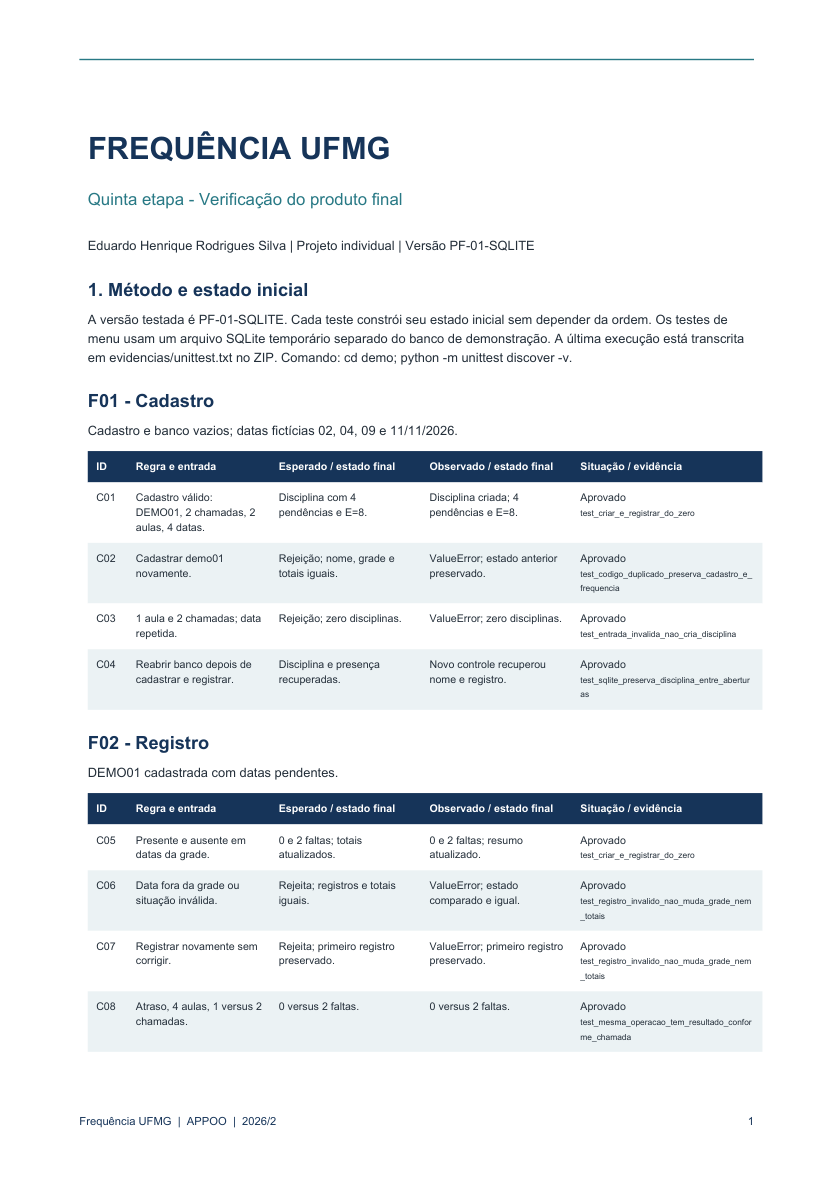 FREQUÊNCIA UFMG
Quinta etapa - Verificação do produto final
Eduardo Henrique Rodrigues Silva | Projeto individual | Versão PF-01-SQLITE
1. Método e estado inicial
A versão testada é PF-01-SQLITE. Cada teste constrói seu estado inicial sem depender da ordem. Os testes de
menu usam um arquivo SQLite temporário separado do banco de demonstração. A última execução está transcrita
em evidencias/unittest.txt no ZIP. Comando: cd demo; python -m unittest discover -v.
F01 - Cadastro
Cadastro e banco vazios; datas fictícias 02, 04, 09 e 11/11/2026.
ID Regra e entrada Esperado / estado final Observado / estado final Situação / evidência
C01 Cadastro válido: Disciplina com 4 Disciplina criada; 4 Aprovado
DEMO01, 2 chamadas, 2 pendências e E=8. pendências e E=8. test_criar_e_registrar_do_zero
aulas, 4 datas.
C02 Cadastrar demo01 Rejeição; nome, grade e ValueError; estado anterior Aprovado
novamente. totais iguais. preservado. test_codigo_duplicado_preserva_cadastro_e_
frequencia
C03 1 aula e 2 chamadas; data Rejeição; zero disciplinas. ValueError; zero disciplinas. Aprovado
repetida. test_entrada_invalida_nao_cria_disciplina
C04 Reabrir banco depois de Disciplina e presença Novo controle recuperou Aprovado
cadastrar e registrar. recuperadas. nome e registro. test_sqlite_preserva_disciplina_entre_abertur
as
F02 - Registro
DEMO01 cadastrada com datas pendentes.
ID Regra e entrada Esperado / estado final Observado / estado final Situação / evidência
C05 Presente e ausente em 0 e 2 faltas; totais 0 e 2 faltas; resumo Aprovado
datas da grade. atualizados. atualizado. test_criar_e_registrar_do_zero
C06 Data fora da grade ou Rejeita; registros e totais ValueError; estado Aprovado
situação inválida. iguais. comparado e igual. test_registro_invalido_nao_muda_grade_nem
_totais
C07 Registrar novamente sem Rejeita; primeiro registro ValueError; primeiro registro Aprovado
corrigir. preservado. preservado. test_registro_invalido_nao_muda_grade_nem
_totais
C08 Atraso, 4 aulas, 1 versus 2 0 versus 2 faltas. 0 versus 2 faltas. Aprovado
chamadas. test_mesma_operacao_tem_resultado_confor
me_chamada
Frequência UFMG | APPOO | 2026/2 1